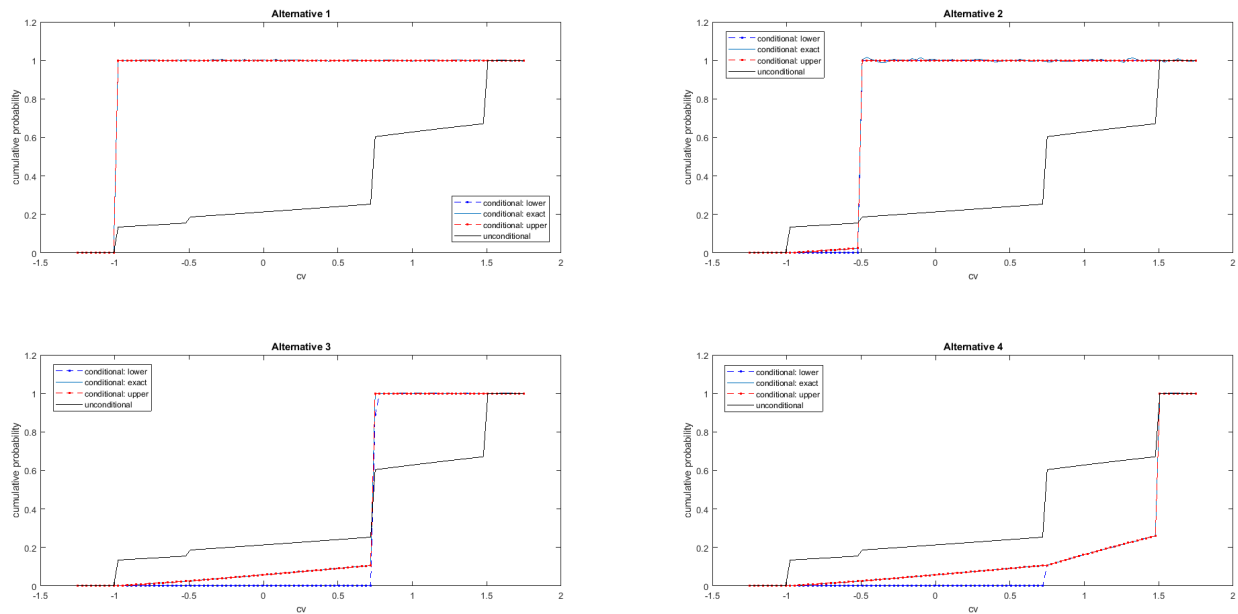 Alternative 1
1.2
1
0.8
0.6
0.4
0.2
0
cumulative probability
conditional: lower
conditional: exact
conditional: upper
unconditional
-1.5 -1 -0.5 0 0.5 1 1.5 2
cv
Alternative 2
1.2
1
0.8
0.6
0.4
0.2
0
cumulative probability
conditional: lower
conditional: exact
conditional: upper
unconditional
-1.5 -1 -0.5 0 0.5 1 1.5 2
cv
Alternative 3
1.2
1
0.8
0.6
0.4
0.2
0
cumulative probability
conditional: lower
conditional: exact
conditional: upper
unconditional
-1.5 -1 -0.5 0 0.5 1 1.5 2
cv
Alternative 4
1.2
1
0.8
0.6
0.4
0.2
0
cumulative probability
conditional: lower
conditional: exact
conditional: upper
unconditional
-1.5 -1 -0.5 0 0.5 1 1.5 2
cv